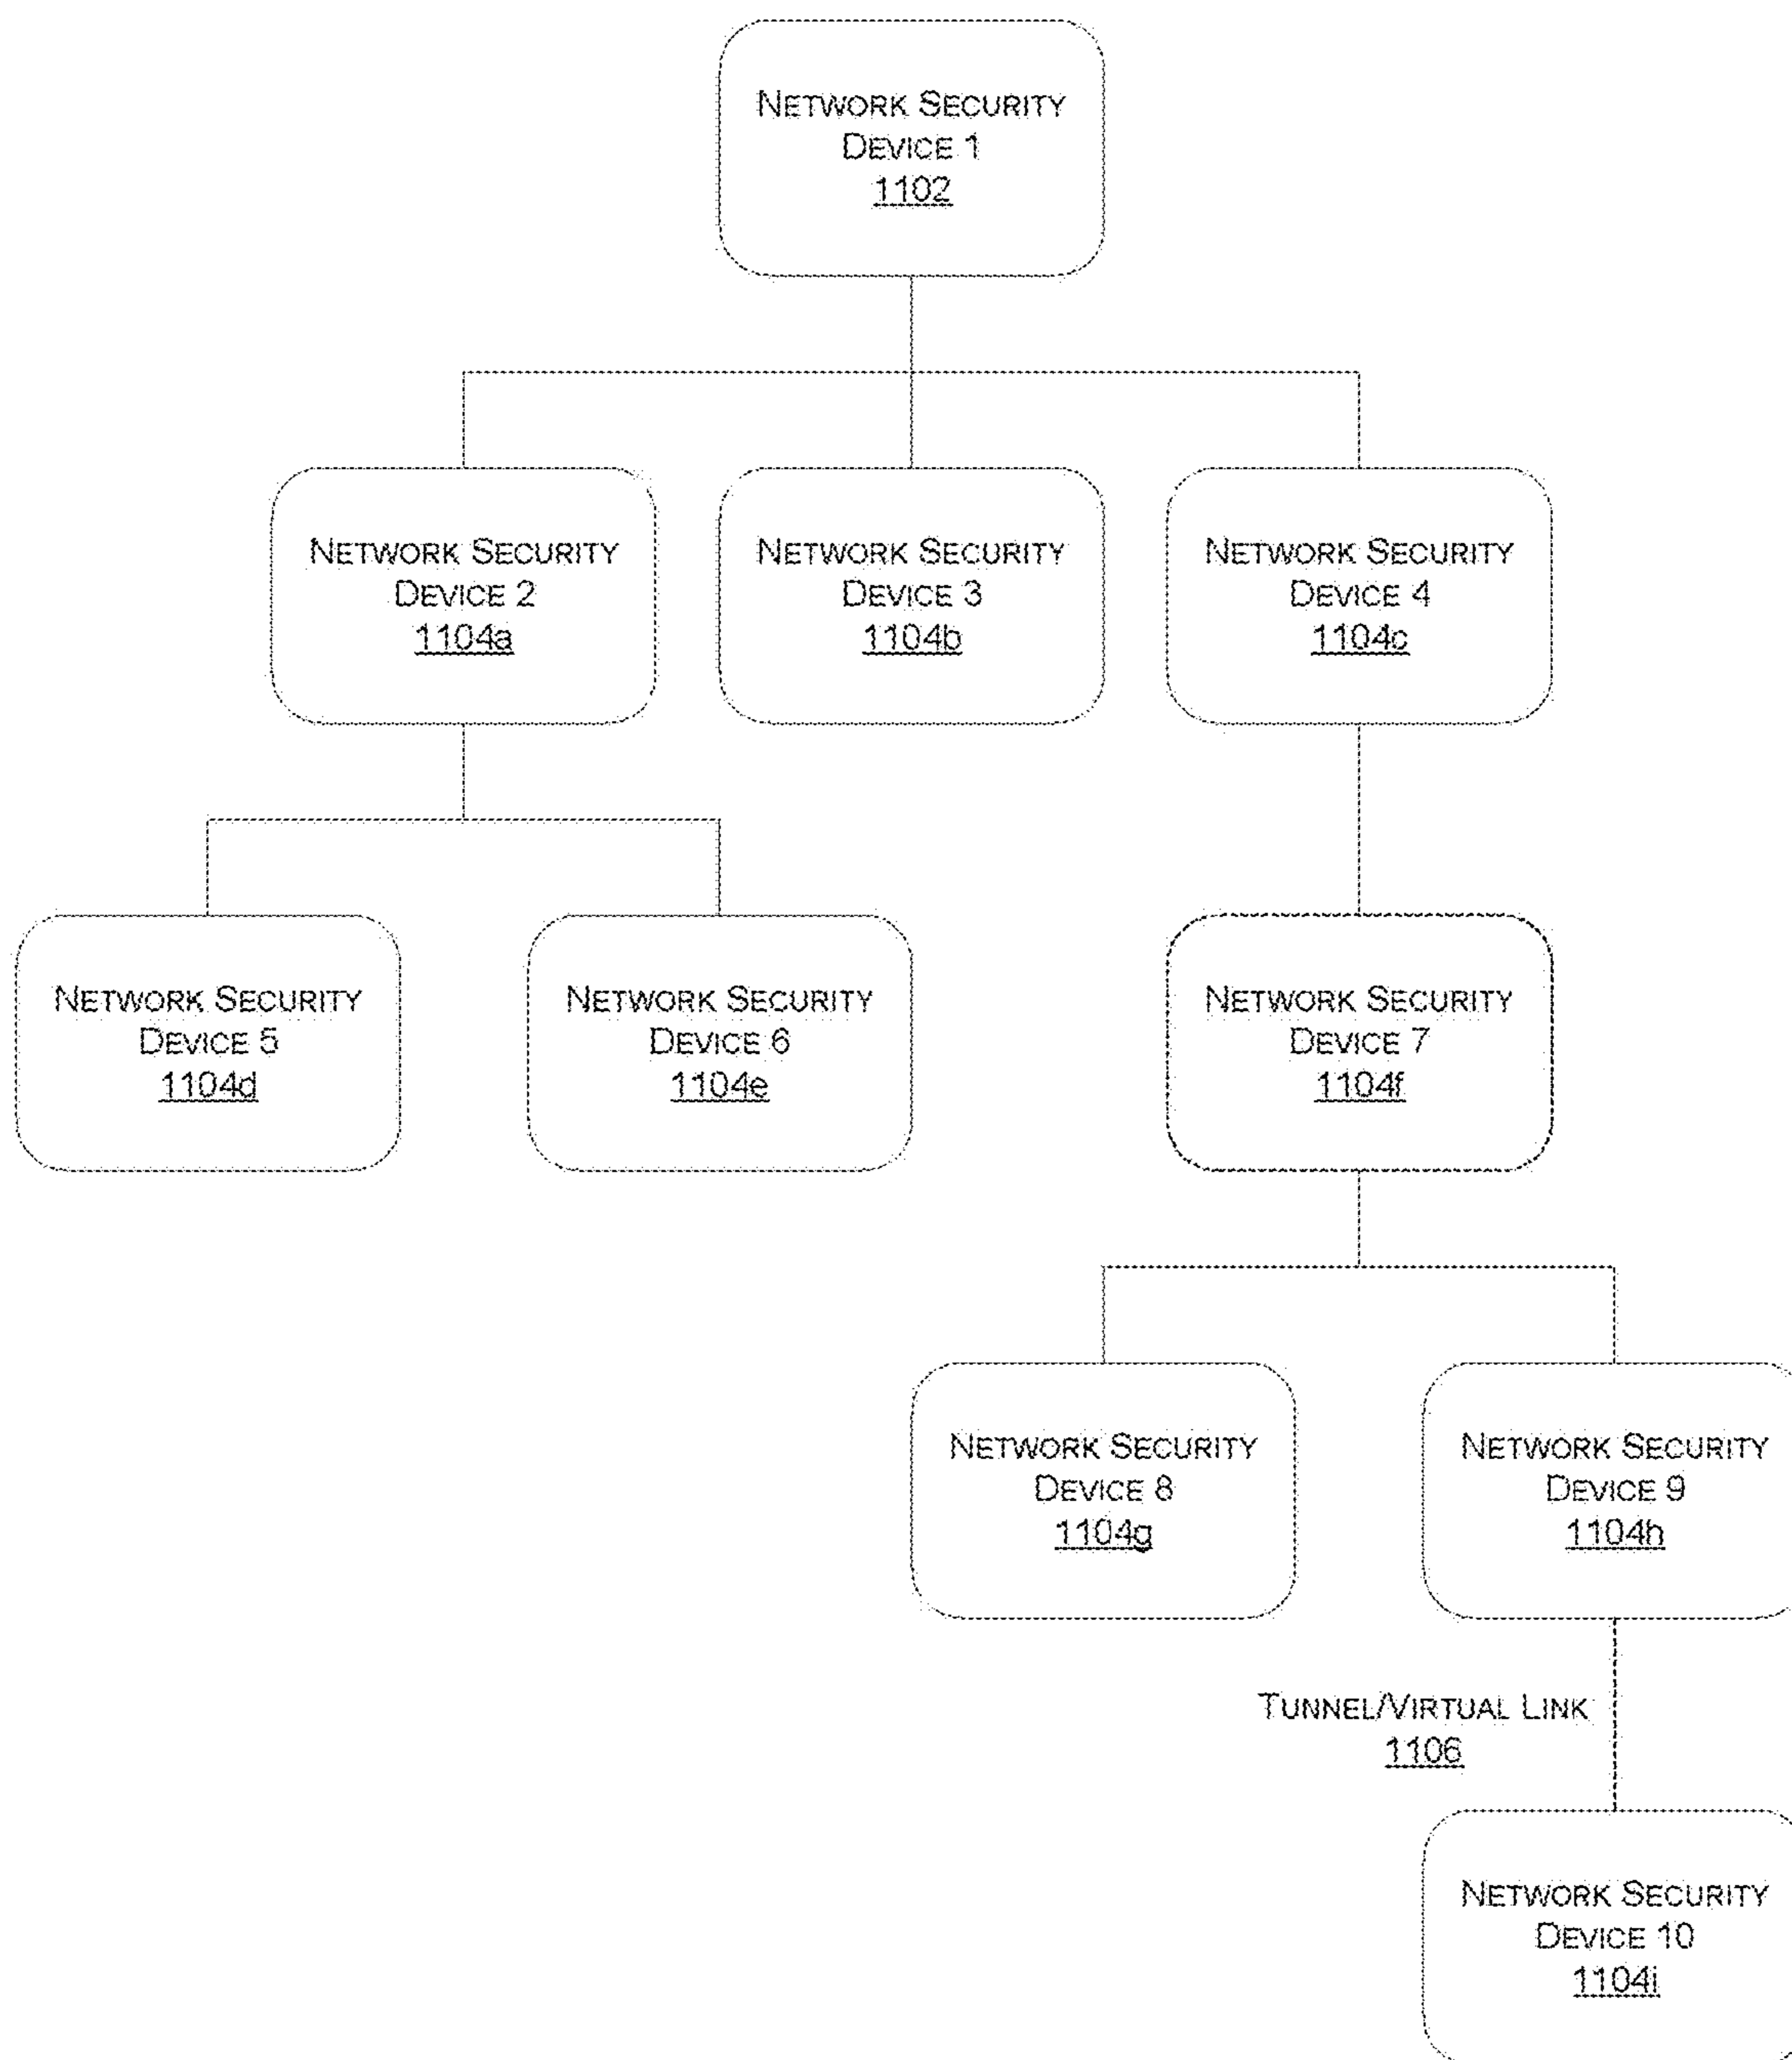 NETWORK SECURITY
DEVICE 1
1102
NETWORK SECURITY
DEVICE 2
1104a
NETWORK SECURITY
DEVICE 3
1104b
NETWORK SECURITY
DEVICE 4
1104c
NETWORK SECURITY
DEVICE 5
1104d
NETWORK SECURITY
DEVICE 6
1104e
NETWORK SECURITY
DEVICE 7
1104f
NETWORK SECURITY
DEVICE 8
1104g
NETWORK SECURITY
DEVICE 9
1104h
TUNNEL/VIRTUAL LINK
1106
NETWORK SECURITY
DEVICE 10
1104i